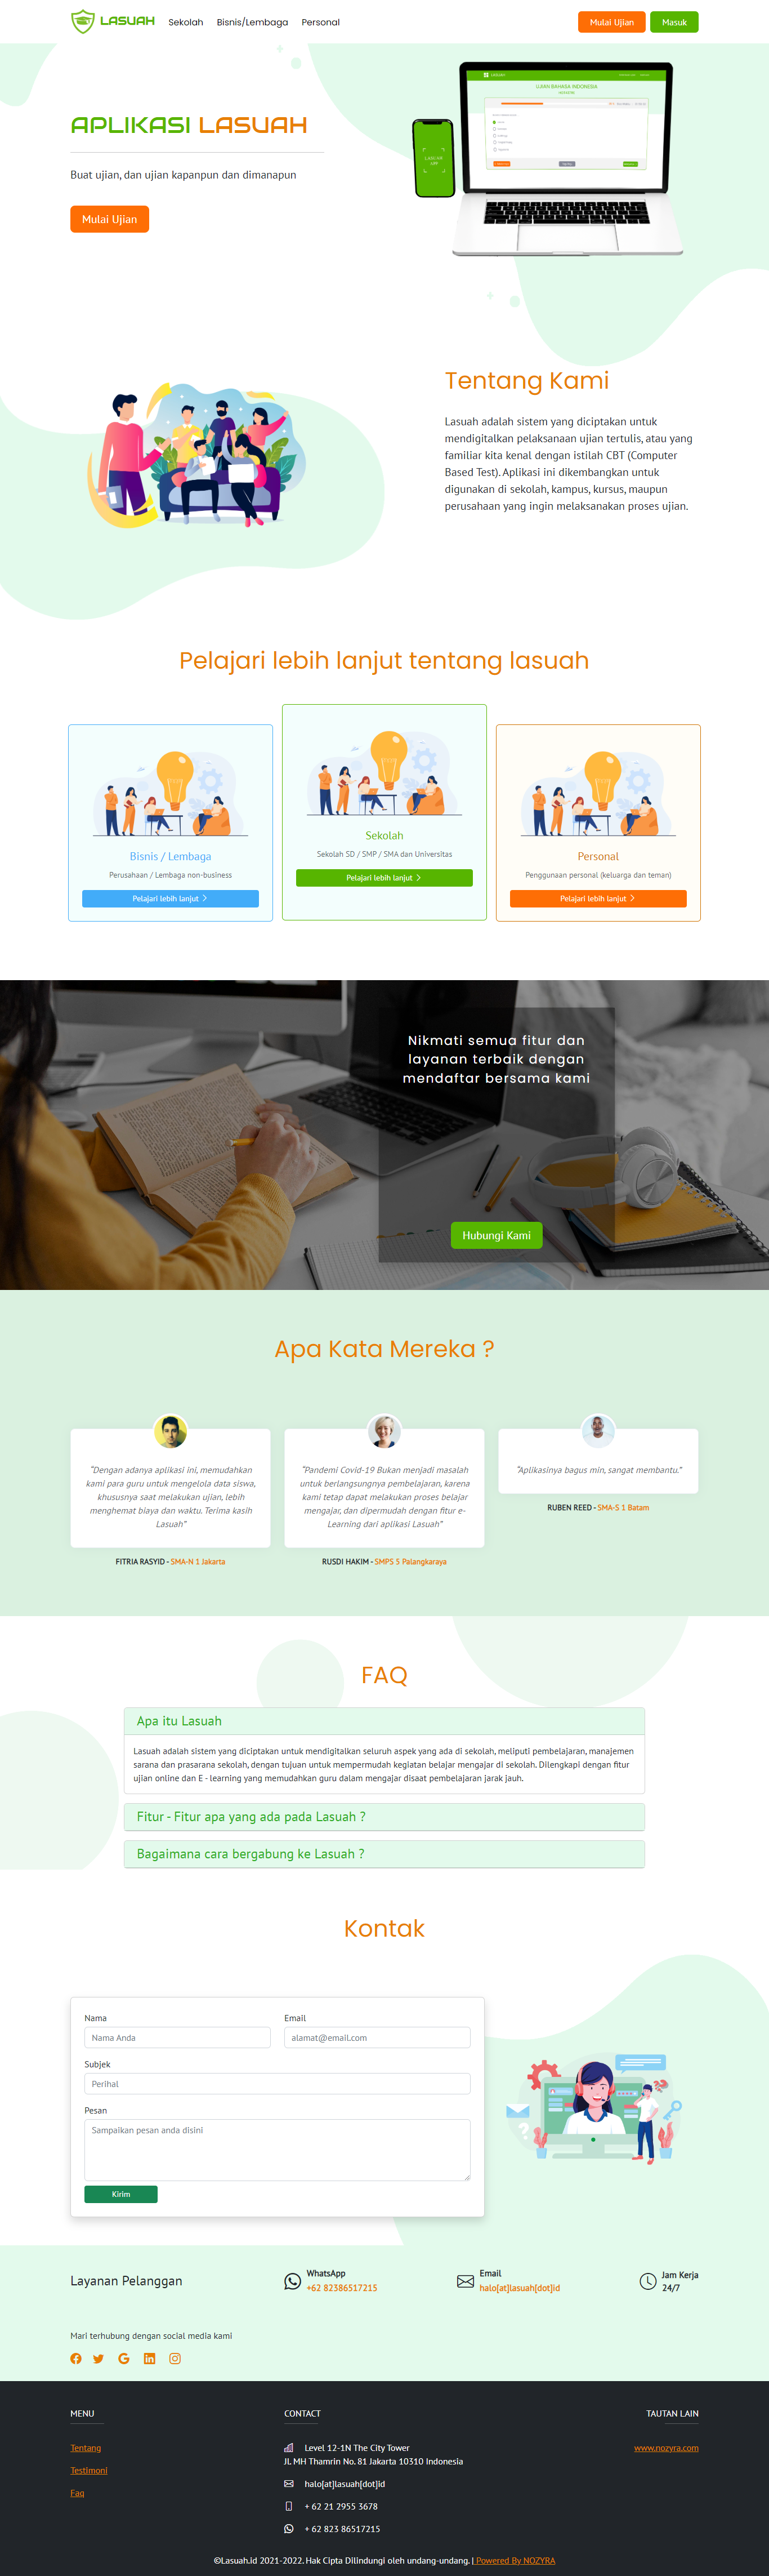 LASUAH
Sekolah
Bisnis/Lembaga
Personal
Mulai Ujian
Masuk
APLIKASI LASUAH
Buat ujian, dan ujian kapanpun dan dimanapun
Mulai Ujian
UJIAN BAHASA INDONESIA
Tentang Kami
Lasuah adalah sistem yang diciptakan untuk
mendigitalkan pelaksanaan ujian tertulis, atau yang
familiar kita kenal dengan istilah CBT (Computer
Based Test). Aplikasi ini dikembangkan untuk
digunakan di sekolah, kampus, kursus, maupun
perusahaan yang ingin melaksanakan proses ujian.
Pelajari lebih lanjut tentang lasuah
Bisnis / Lembaga
Perusahaan / Lembaga non-business
Pelajari lebih lanjut
Sekolah
Sekolah SD / SMP / SMA dan Universitas
Pelajari lebih lanjut
Personal
Penggunaan personal (keluarga dan teman)
Pelajari lebih lanjut
Nikmati semua fitur dan
layanan terbaik dengan
mendaftar bersama kami
Hubungi Kami
Apa Kata Mereka ?
"Dengan adanya aplikasi ini, memudahkan
kami para guru untuk mengelola data siswa,
khususnya saat melakukan ujian, lebih
menghemat biaya dan waktu. Terima kasih
Lasuah"
FITRIA RASYID - SMA-N 1 Jakarta
"Pandemi Covid-19 Bukan menjadi masalah
untuk berlangsungnya pembelajaran, karena
kami tetap dapat melakukan proses belajar
mengajar, dan dipermudah dengan fitur e-
Learning dari aplikasi Lasuah"
RUSDI HAKIM - SMPS 5 Palangkaraya
"Aplikasinya bagus min, sangat membantu."
RUBEN REED - SMA-S 1 Batam
FAQ
Apa itu Lasuah
Lasuah adalah sistem yang diciptakan untuk mendigitalkan seluruh aspek yang ada di sekolah, meliputi pembelajaran, manajemen
sarana dan prasarana sekolah, dengan tujuan untuk mempermudah kegiatan belajar mengajar di sekolah. Dilengkapi dengan fitur
ujian online dan E - learning yang memudahkan guru dalam mengajar disaat pembelajaran jarak jauh.
Fitur - Fitur apa yang ada pada Lasuah ?
Bagaimana cara bergabung ke Lasuah ?
Kontak
Nama
Email
Nama Anda
alamat@email.com
Subjek
Perihal
Pesan
Sampaikan pesan anda disini
Kirim
Layanan Pelanggan
WhatsApp
+62 82386517215
Email
halo[at]lasuah[dot]id
Jam Kerja
24/7
Mari terhubung dengan social media kami
MENU
Tentang
Testimoni
Faq
CONTACT
Level 12-1N The City Tower
Jl. MH Thamrin No. 81 Jakarta 10310 Indonesia
halo[at]lasuah[dot]id
+ 62 21 2955 3678
+ 62 823 86517215
TAUTAN LAIN
www.nozyra.com
©Lasuah.id 2021-2022. Hak Cipta Dilindungi oleh undang-undang. | Powered By NOZYRA